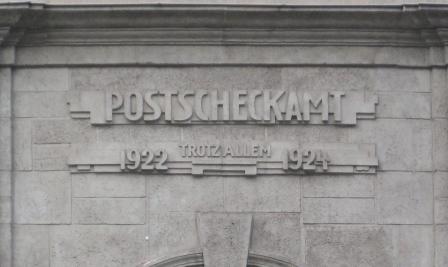 POSTSCHECKAMT
1922 TROTZ ALLEM 1924